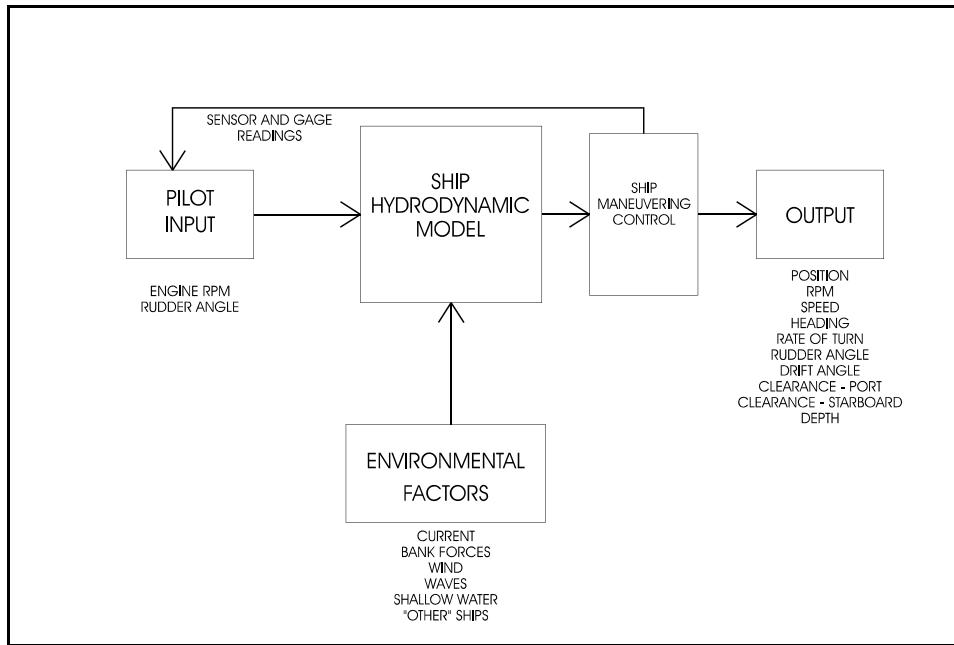 SENSOR AND GAGE
READINGS
PILOT
INPUT
SHIP
HYDRODYNAMIC
MODEL
SHIP
MANEUVERING
CONTROL
OUTPUT
ENGINE RPM
RUDDER ANGLE
POSITION
RPM
SPEED
HEADING
RATE OF TURN
RUDDER ANGLE
DRIFT ANGLE
CLEARANCE - PORT
CLEARANCE - STARBOARD
DEPTH
ENVIRONMENTAL
FACTORS
CURRENT
BANK FORCES
WIND
WAVES
SHALLOW WATER
"OTHER" SHIPS